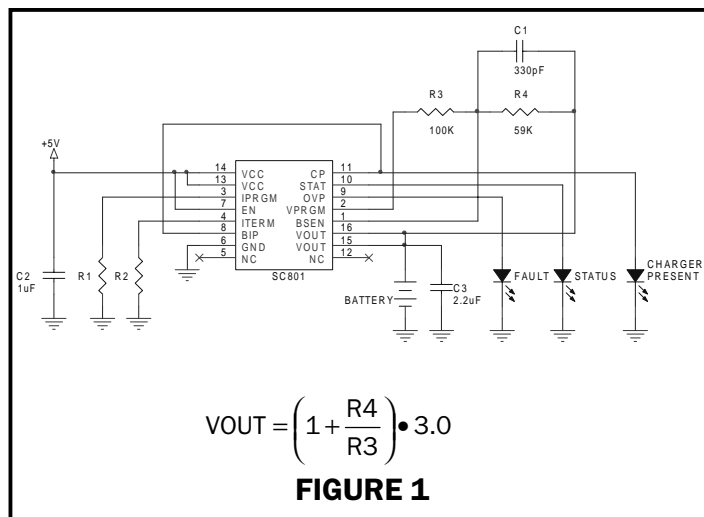 C1
330pF
R3
R4
100K
59K
+5V
14 VCC CP 11
13 VCC STAT 10
3 IPRGM OVP 9
7 EN VPRGM 2
4 ITERM BSEN 1
8 BIP VOUT 16
6 GND VOUT 15
5 NC NC 12
SC801
C2
1uF
R1
R2
BATTERY
C3
2.2uF
FAULT
STATUS
CHARGER
PRESENT
VOUT = (1 + R4/R3) • 3.0
FIGURE 1